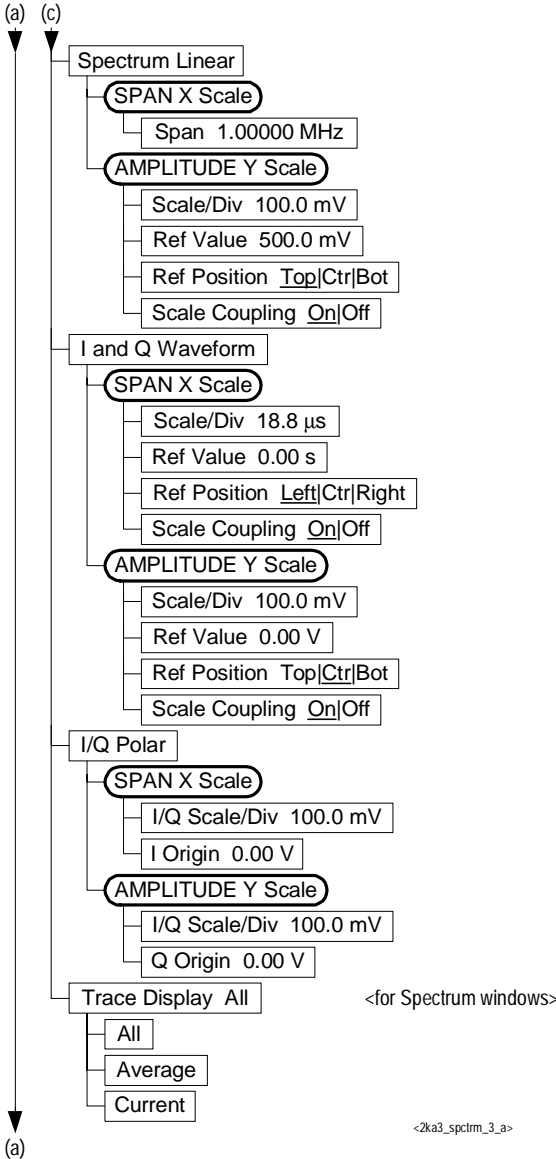 (a) (c)
Spectrum Linear
SPAN X Scale
Span 1.00000 MHz
AMPLITUDE Y Scale
Scale/Div 100.0 mV
Ref Value 500.0 mV
Ref Position Top|Ctr|Bot
Scale Coupling On|Off
I and Q Waveform
SPAN X Scale
Scale/Div 18.8 µs
Ref Value 0.00 s
Ref Position Left|Ctr|Right
Scale Coupling On|Off
AMPLITUDE Y Scale
Scale/Div 100.0 mV
Ref Value 0.00 V
Ref Position Top|Ctr|Bot
Scale Coupling On|Off
I/Q Polar
SPAN X Scale
I/Q Scale/Div 100.0 mV
I Origin 0.00 V
AMPLITUDE Y Scale
I/Q Scale/Div 100.0 mV
Q Origin 0.00 V
Trace Display All <for Spectrum windows>
All
Average
Current
<2ka3_spctrm_3_a>
(a)